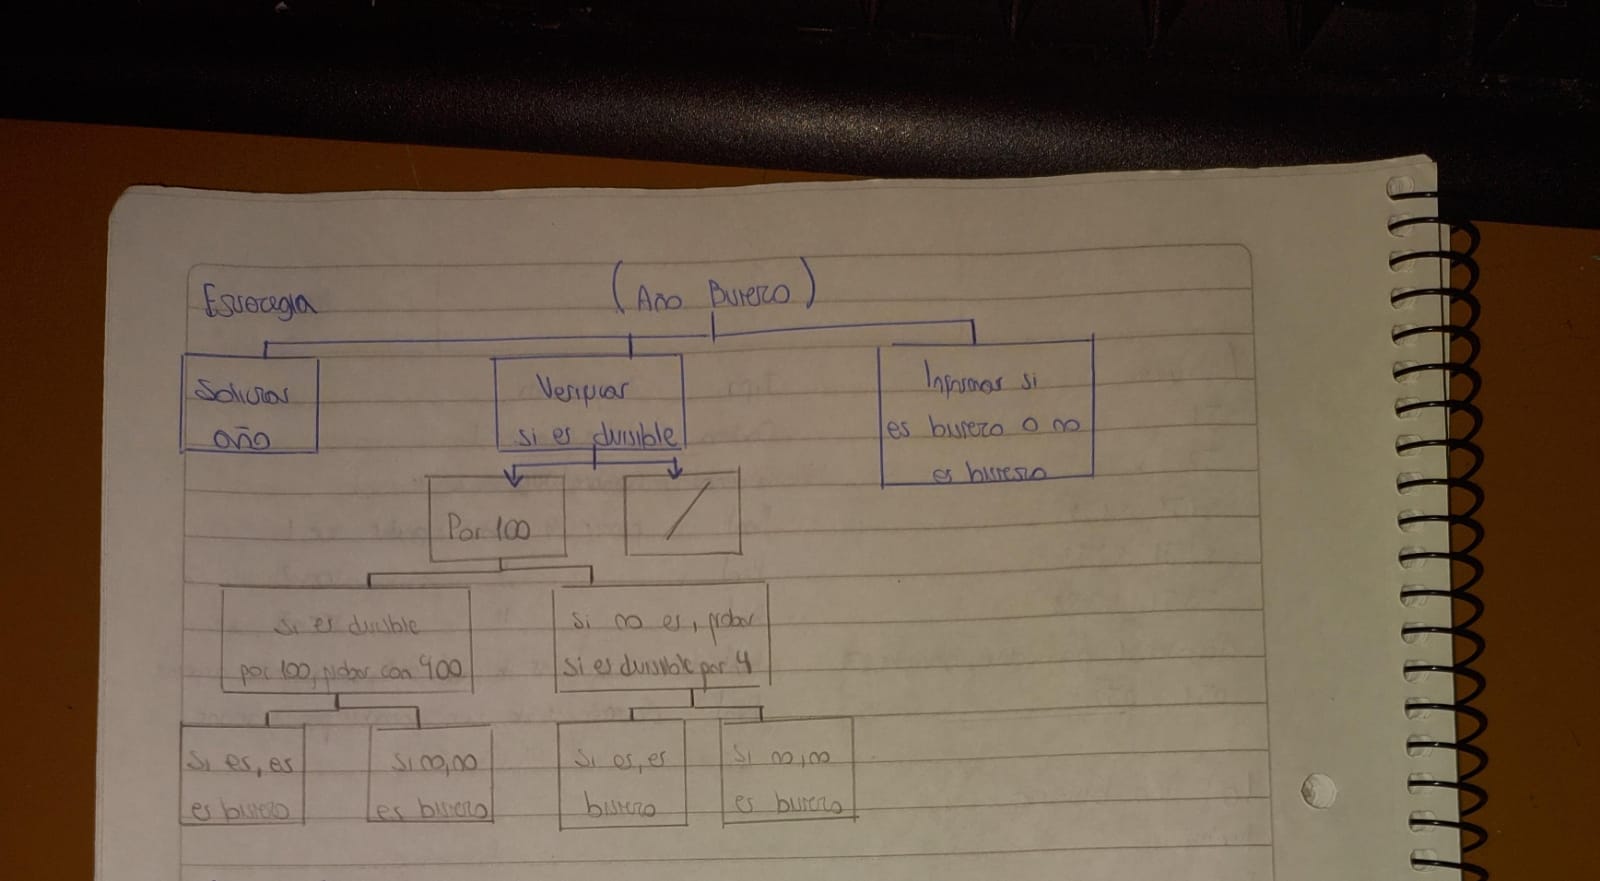 Estrategia
(Año Bisiesto)
Solicitar
año
Verificar
si es divisible
Informar si
es bisiesto o no
es bisiesto
Por 100
/
Si es divisible
por 100, probar con 400
Si no es, probar
si es divisible por 4
Si es, es
es bisiesto
Si no, no
es bisiesto
Si es, es
bisiesto
Si no, no
es bisiesto